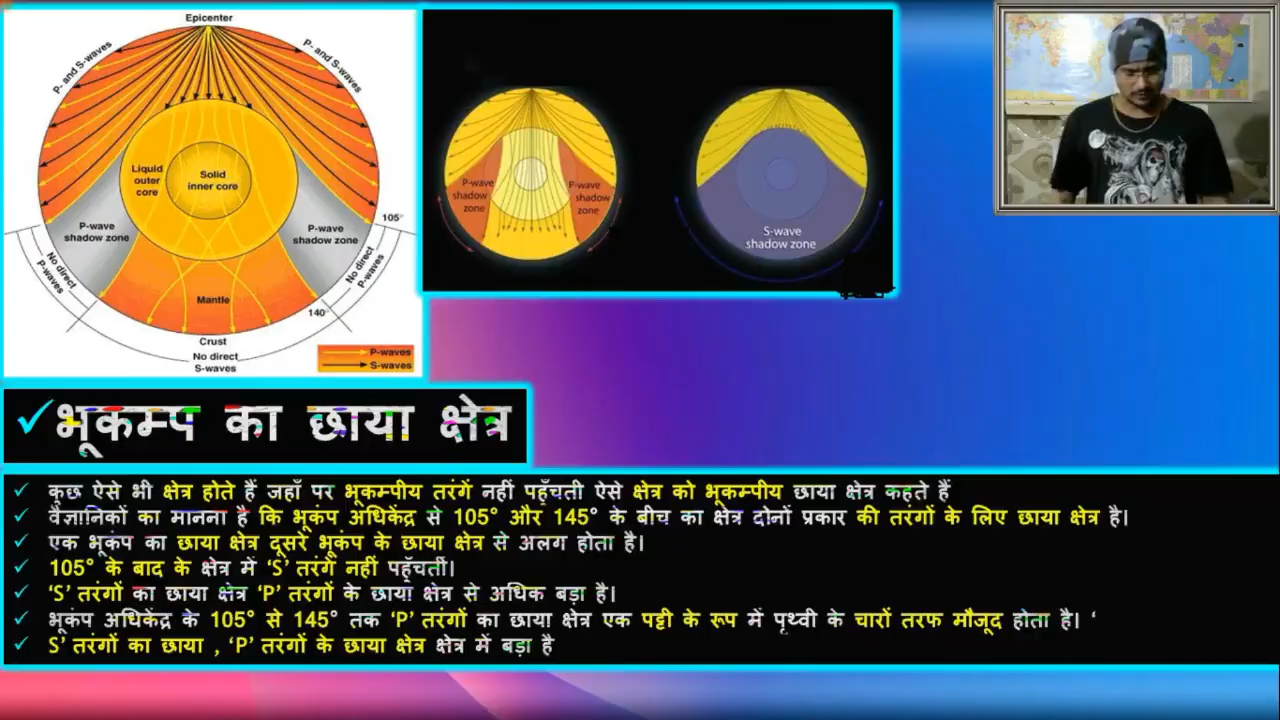 Epicenter
P- and S-waves
P- and S-waves
Liquid
outer
core
Solid
inner core
105°
P-wave
shadow zone
P-wave
shadow zone
No direct
P-waves
No direct
P-waves
Mantle
140°
Crust
No direct
S-waves
P-waves
S-waves
P-wave
shadow
zone
P-wave
shadow
zone
S-wave
shadow zone
✓भूकम्प का छाया क्षेत्र
✓ कुछ ऐसे भी क्षेत्र होते हैं जहाँ पर भूकम्पीय तरंगें नहीं पहुँचती ऐसे क्षेत्र को भूकम्पीय छाया क्षेत्र कहते हैं
✓ वैज्ञानिकों का मानना है कि भूकंप अधिकेंद्र से 105° और 145° के बीच का क्षेत्र दोनों प्रकार की तरंगों के लिए छाया क्षेत्र है।
✓ एक भूकंप का छाया क्षेत्र दूसरे भूकंप के छाया क्षेत्र से अलग होता है।
✓ 105° के बाद के क्षेत्र में ‘S’ तरंगें नहीं पहुँचतीं।
✓ ‘S’ तरंगों का छाया क्षेत्र ‘P’ तरंगों के छाया क्षेत्र से अधिक बड़ा है।
✓ भूकंप अधिकेंद्र के 105° से 145° तक ‘P’ तरंगों का छाया क्षेत्र एक पट्टी के रूप में पृथ्वी के चारों तरफ मौजूद होता है। ‘
✓ S’ तरंगों का छाया , ‘P’ तरंगों के छाया क्षेत्र क्षेत्र में बड़ा है